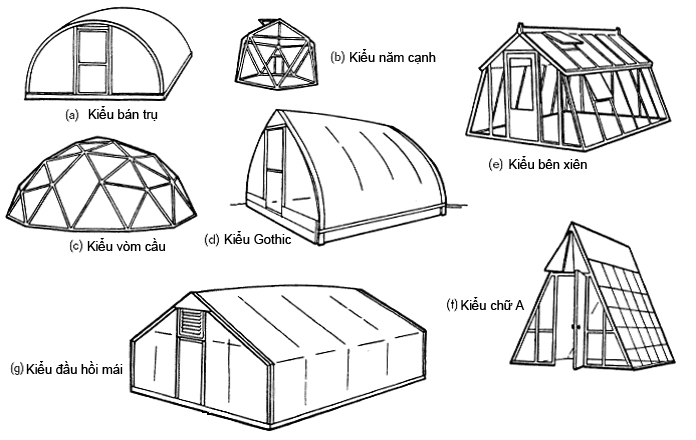 (a) Kiểu bán trụ
(b) Kiểu năm cạnh
(e) Kiểu bên xiên
(c) Kiểu vòm cầu
(d) Kiểu Gothic
(f) Kiểu chữ A
(g) Kiểu đầu hồi mái